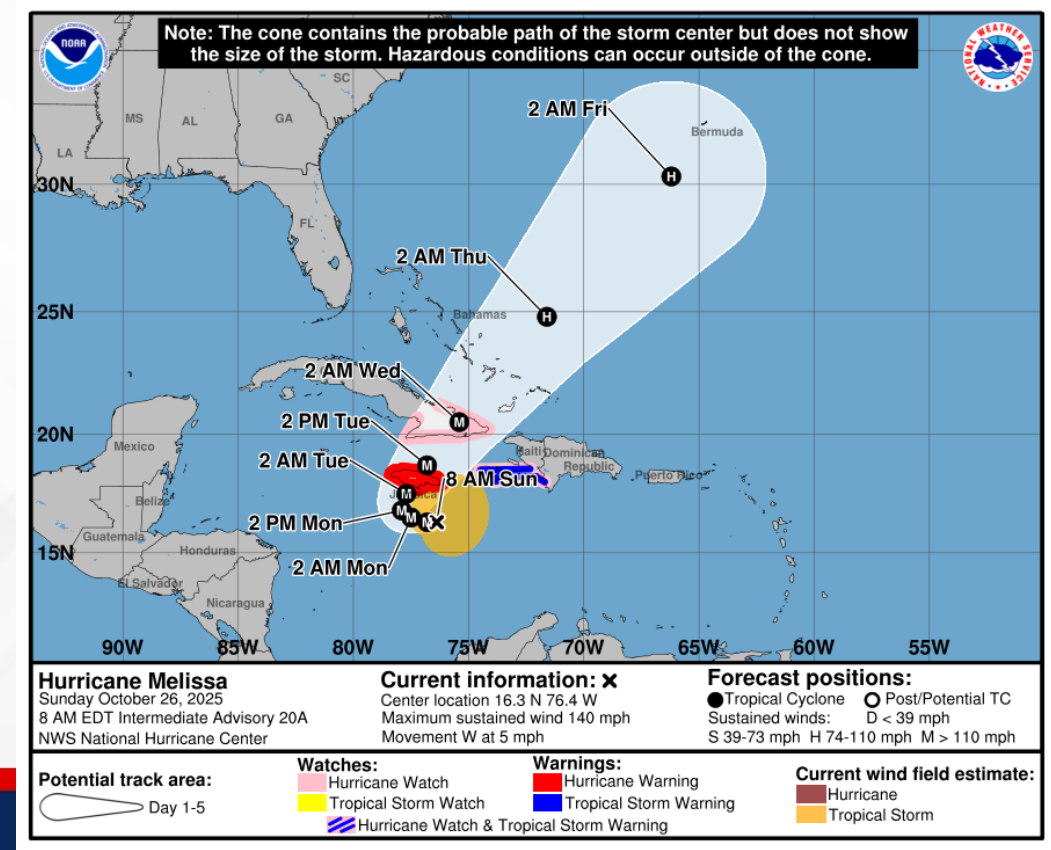 Note: The cone contains the probable path of the storm center but does not show
the size of the storm. Hazardous conditions can occur outside of the cone.
NOAA
NATIONAL WEATHER SERVICE
SC
MS
AL
GA
LA
FL
2 AM Fri
Bermuda
30N
2 AM Thu
25N
Bahamas
2 AM Wed
2 PM Tue
20N
Mexico
2 AM Tue
Haiti
Dominican
Republic
Puerto Rico
8 AM Sun
Belize
2 PM Mon
Guatemala
Honduras
15N
2 AM Mon
El Salvador
Nicaragua
H
H
M
M
M
M
M
M
90W 85W 80W 75W 70W 65W 60W 55W
Hurricane Melissa
Sunday October 26, 2025
8 AM EDT Intermediate Advisory 20A
NWS National Hurricane Center
Current information: x
Center location 16.3 N 76.4 W
Maximum sustained wind 140 mph
Movement W at 5 mph
Forecast positions:
Tropical Cyclone Post/Potential TC
Sustained winds: D < 39 mph
S 39-73 mph H 74-110 mph M > 110 mph
Potential track area:
Day 1-5
Watches:
Hurricane Watch
Tropical Storm Watch
Warnings:
Hurricane Warning
Tropical Storm Warning
Hurricane Watch & Tropical Storm Warning
Current wind field estimate:
Hurricane
Tropical Storm